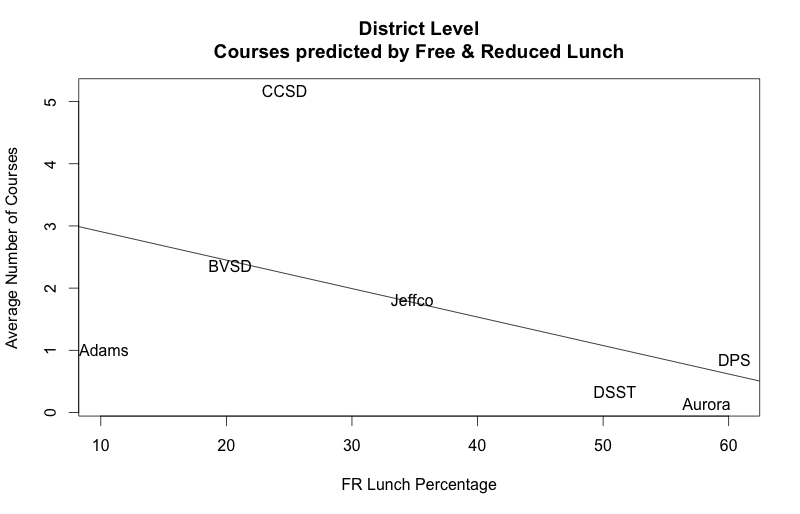 District Level
Courses predicted by Free & Reduced Lunch
CCSD
BVSD
Jeffco
Adams
DPS
DSST
Aurora
5
4
3
2
1
0
Average Number of Courses
10 20 30 40 50 60
FR Lunch Percentage